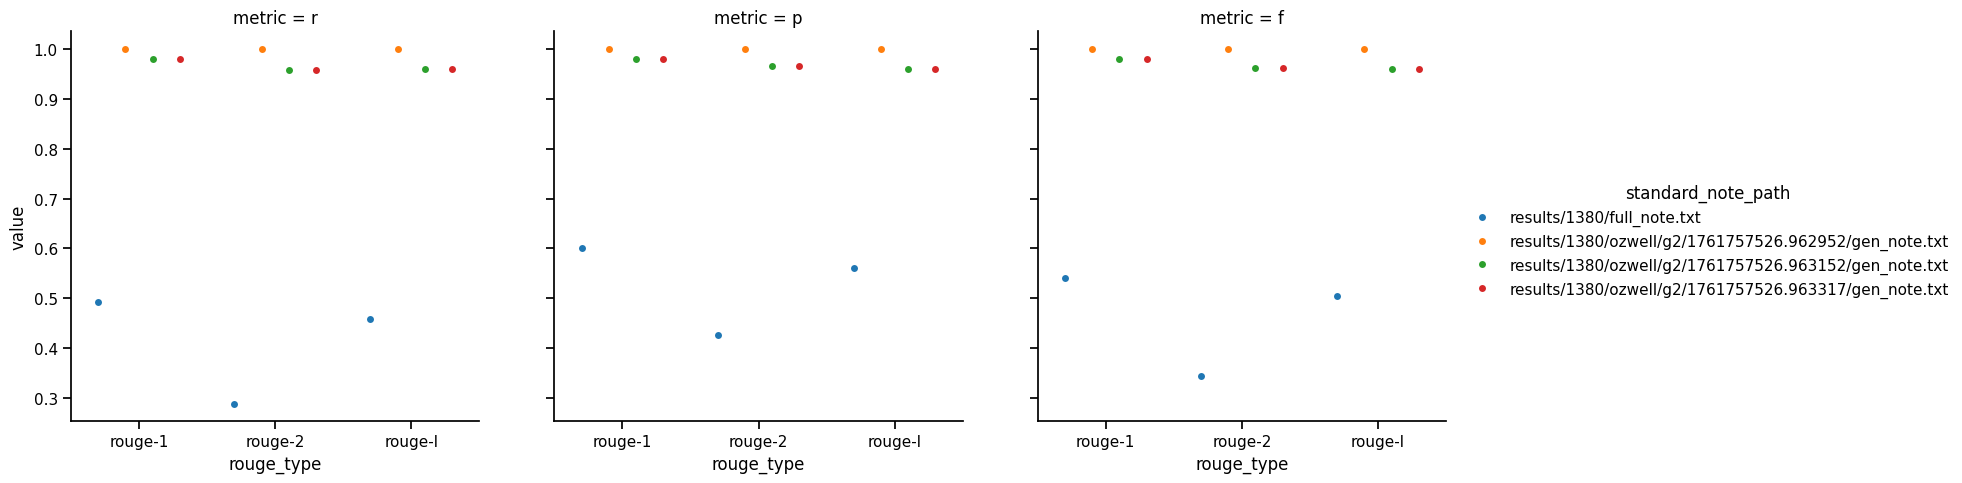 metric = r
metric = p
metric = f
value
1.0
0.9
0.8
0.7
0.6
0.5
0.4
0.3
rouge-1 rouge-2 rouge-l
rouge-1 rouge-2 rouge-l
rouge-1 rouge-2 rouge-l
rouge_type
rouge_type
rouge_type
standard_note_path
results/1380/full_note.txt
results/1380/ozwell/g2/1761757526.962952/gen_note.txt
results/1380/ozwell/g2/1761757526.963152/gen_note.txt
results/1380/ozwell/g2/1761757526.963317/gen_note.txt